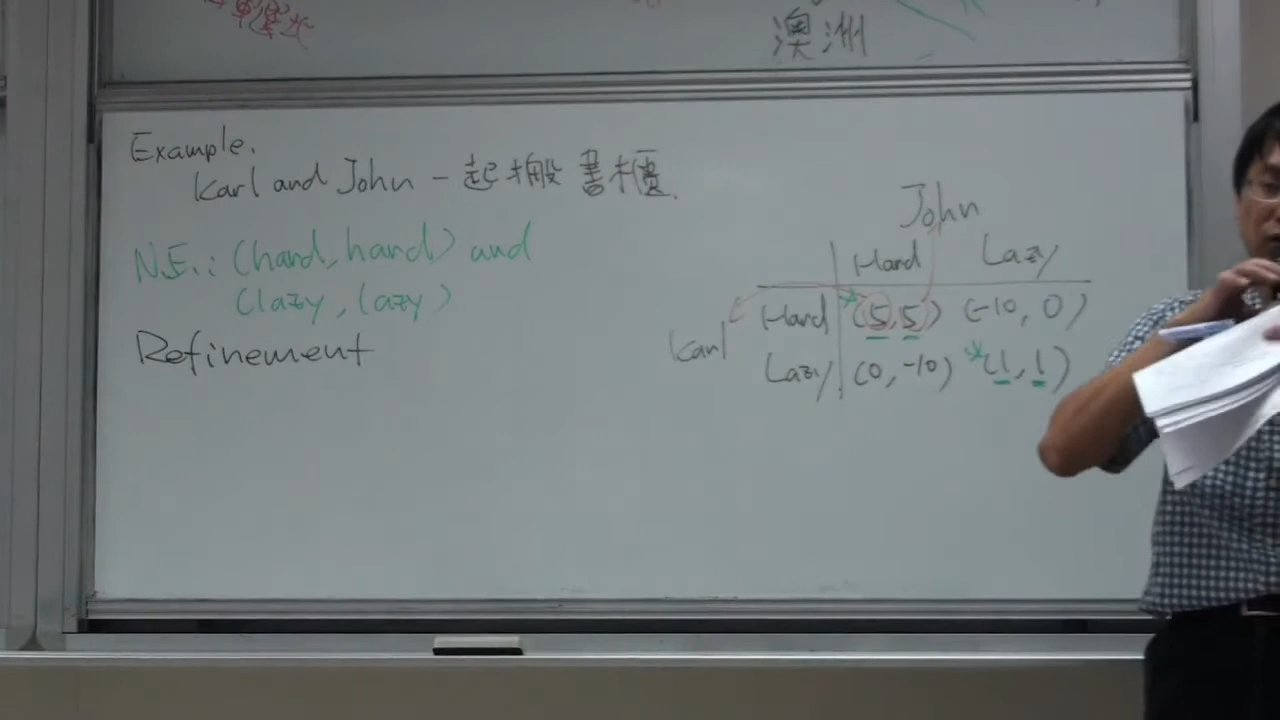 澳洲
Example.
Karl and John 一起搬書櫃.
N.E.: (hard, hard) and
(lazy, lazy)
Refinement
John
Hard Lazy
Karl
Hard (5, 5) (-10, 0)
Lazy (0, -10) (1, 1)